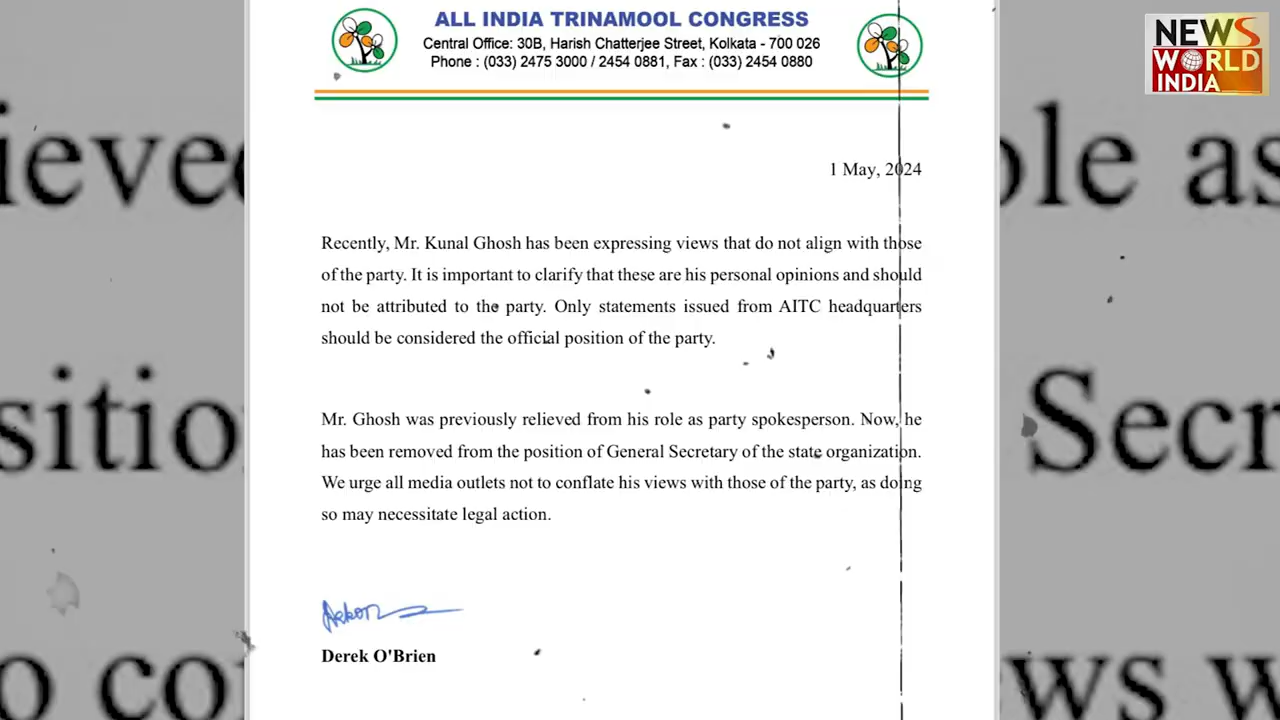 ALL INDIA TRINAMOOL CONGRESS
Central Office: 30B, Harish Chatterjee Street, Kolkata - 700 026
Phone : (033) 2475 3000 / 2454 0881, Fax : (033) 2454 0880
NEWS
WORLD
INDIA
1 May, 2024
Recently, Mr. Kunal Ghosh has been expressing views that do not align with those
of the party. It is important to clarify that these are his personal opinions and should
not be attributed to the party. Only statements issued from AITC headquarters
should be considered the official position of the party.
Mr. Ghosh was previously relieved from his role as party spokesperson. Now, he
has been removed from the position of General Secretary of the state organization.
We urge all media outlets not to conflate his views with those of the party, as doing
so may necessitate legal action.
Derek O'Brien